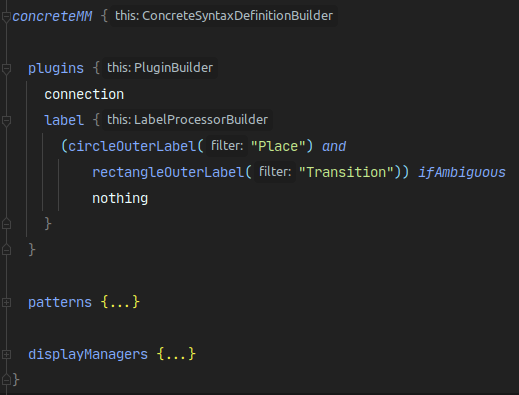 concreteMM { this: ConcreteSyntaxDefinitionBuilder
plugins { this: PluginBuilder
connection
label { this: LabelProcessorBuilder
(circleOuterLabel( filter: "Place") and
rectangleOuterLabel( filter: "Transition")) ifAmbiguous
nothing
}
}
patterns {...}
displayManagers {...}
}